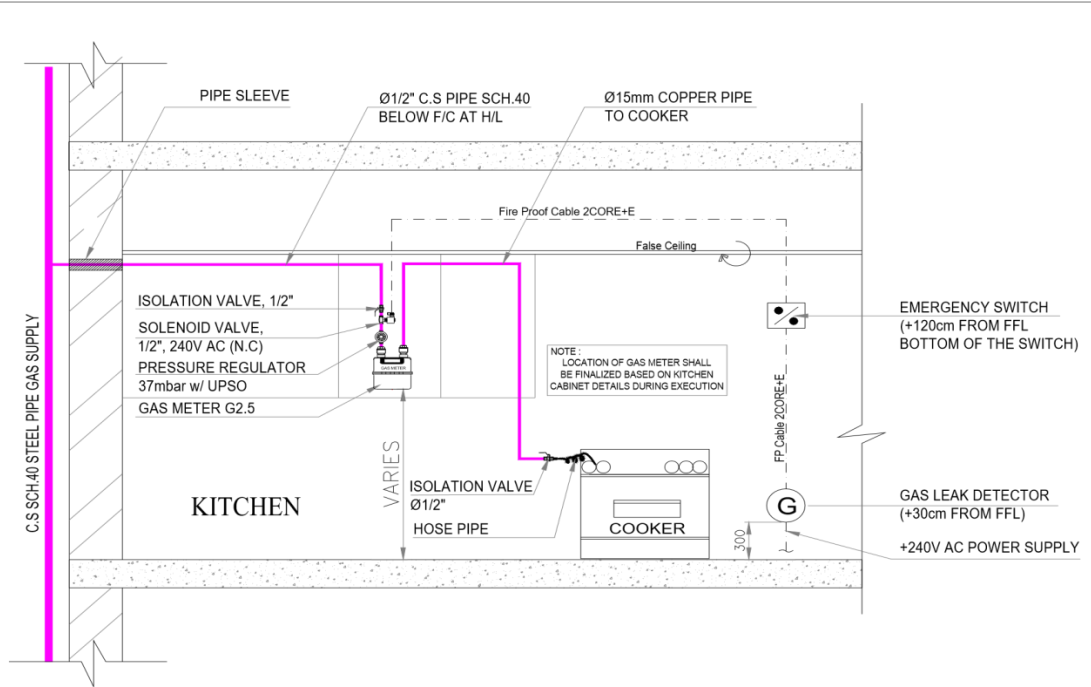 PIPE SLEEVE
Ø1/2" C.S PIPE SCH.40
BELOW F/C AT H/L
Ø15mm COPPER PIPE
TO COOKER
Fire Proof Cable 2CORE+E
False Ceiling
ISOLATION VALVE, 1/2"
SOLENOID VALVE,
1/2", 240V AC (N.C)
PRESSURE REGULATOR
37mbar w/ UPSO
GAS METER G2.5
GAS METER
NOTE :
LOCATION OF GAS METER SHALL
BE FINALIZED BASED ON KITCHEN
CABINET DETAILS DURING EXECUTION
EMERGENCY SWITCH
(+120cm FROM FFL
BOTTOM OF THE SWITCH)
FP Cable 2CORE+E
C.S SCH.40 STEEL PIPE GAS SUPPLY
VARIES
KITCHEN
ISOLATION VALVE
Ø1/2"
HOSE PIPE
COOKER
G
300
GAS LEAK DETECTOR
(+30cm FROM FFL)
+240V AC POWER SUPPLY